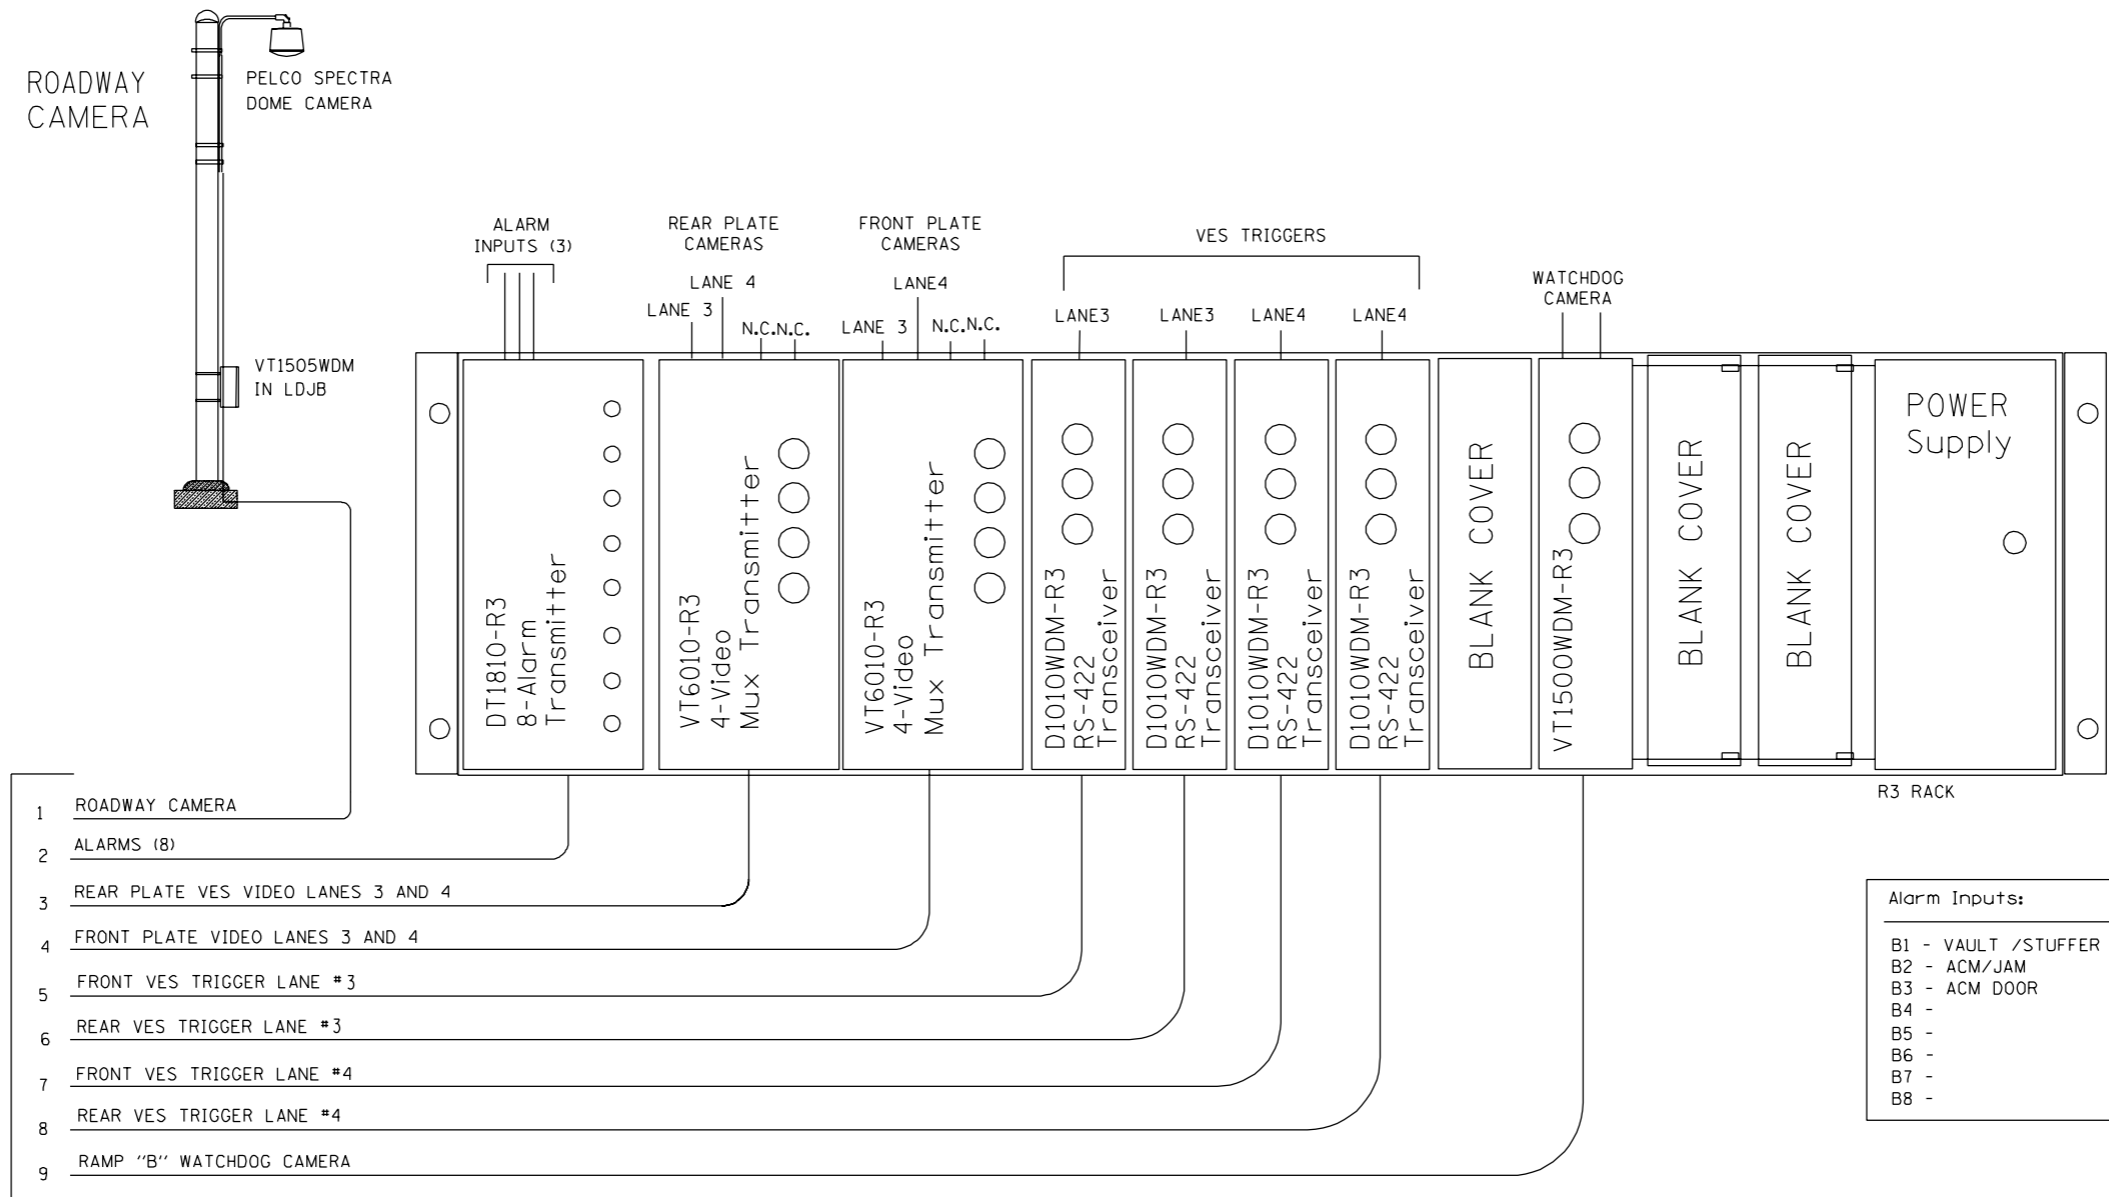 ROADWAY
CAMERA
PELCO SPECTRA
DOME CAMERA
VT1505WDM
IN LDJB
ALARM
INPUTS (3)
REAR PLATE
CAMERAS
LANE 3
LANE 4
N.C.
N.C.
FRONT PLATE
CAMERAS
LANE 3
LANE4
N.C.
N.C.
VES TRIGGERS
LANE3
LANE3
LANE4
LANE4
WATCHDOG
CAMERA
DT1810-R3
8-Alarm
Transmitter
VT6010-R3
4-Video
Mux Transmitter
VT6010-R3
4-Video
Mux Transmitter
D1010WDM-R3
RS-422
Transceiver
D1010WDM-R3
RS-422
Transceiver
D1010WDM-R3
RS-422
Transceiver
D1010WDM-R3
RS-422
Transceiver
BLANK COVER
VT1500WDM-R3
BLANK COVER
BLANK COVER
POWER
Supply
R3 RACK
1 ROADWAY CAMERA
2 ALARMS (8)
3 REAR PLATE VES VIDEO LANES 3 AND 4
4 FRONT PLATE VIDEO LANES 3 AND 4
5 FRONT VES TRIGGER LANE #3
6 REAR VES TRIGGER LANE #3
7 FRONT VES TRIGGER LANE #4
8 REAR VES TRIGGER LANE #4
9 RAMP "B" WATCHDOG CAMERA
Alarm Inputs:
B1 - VAULT /STUFFER
B2 - ACM/JAM
B3 - ACM DOOR
B4 -
B5 -
B6 -
B7 -
B8 -